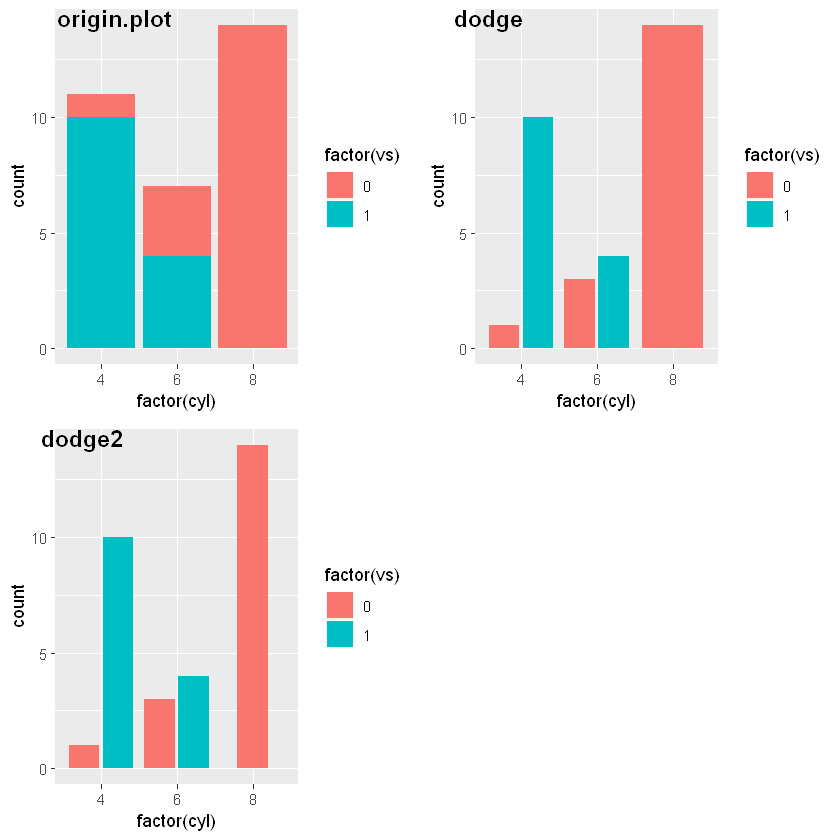 origin.plot
count
10
5
0
4 6 8
factor(cyl)
factor(vs)
0
1
dodge
count
10
5
0
4 6 8
factor(cyl)
factor(vs)
0
1
dodge2
count
10
5
0
4 6 8
factor(cyl)
factor(vs)
0
1